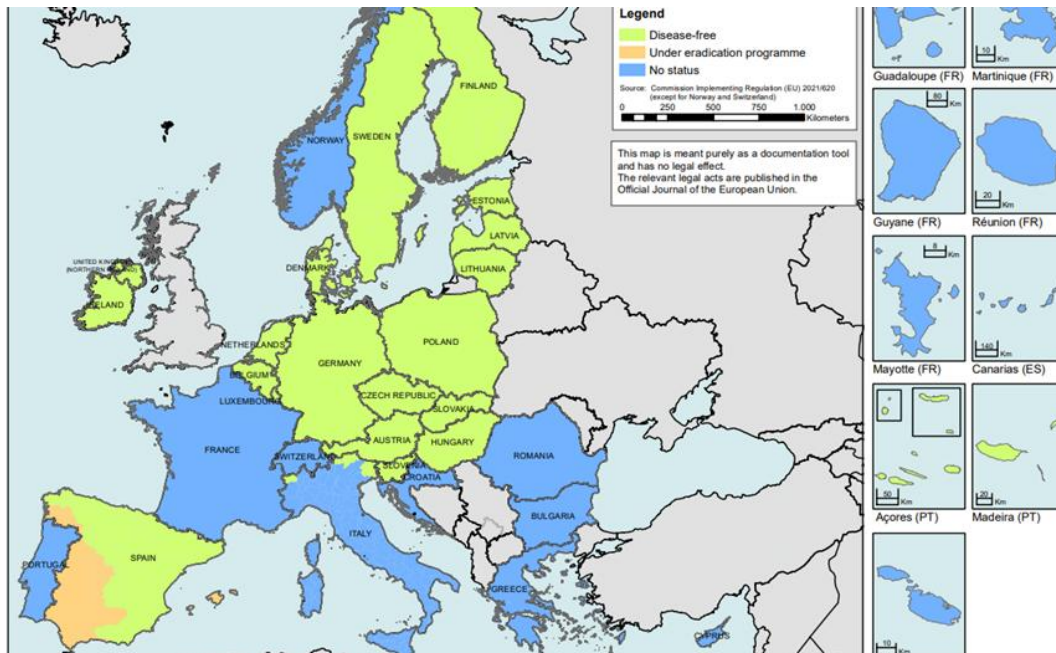 Legend
Disease-free
Under eradication programme
No status
Source: Commission Implementing Regulation (EU) 2021/620
(except for Norway and Switzerland)
0 250 500 750 1.000
Kilometers
This map is meant purely as a documentation tool
and has no legal effect.
The relevant legal acts are published in the
Official Journal of the European Union.
FINLAND
NORWAY
SWEDEN
ESTONIA
LATVIA
LITHUANIA
DENMARK
UNITED KINGDOM
(NORTHERN IRELAND)
IRELAND
NETHERLANDS
BELGIUM
LUXEMBOURG
GERMANY
POLAND
CZECH REPUBLIC
SLOVAKIA
AUSTRIA
HUNGARY
FRANCE
SWITZERLAND
SLOVENIA
CROATIA
ROMANIA
BULGARIA
ITALY
SPAIN
PORTUGAL
GREECE
CYPRUS
10
Km
Guadaloupe (FR)
10
Km
Martinique (FR)
80
Km
Guyane (FR)
20
Km
Réunion (FR)
8
Km
Mayotte (FR)
140
Km
Canarias (ES)
50
Km
Açores (PT)
20
Km
Madeira (PT)
10
Km